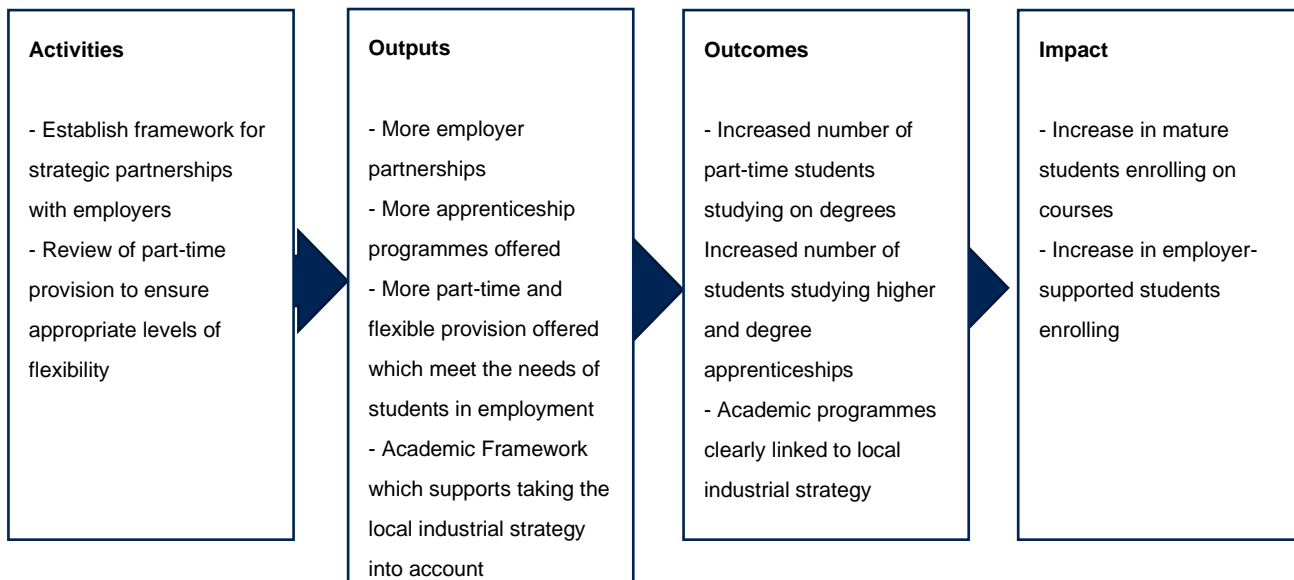 Activities
- Establish framework for
strategic partnerships
with employers
- Review of part-time
provision to ensure
appropriate levels of
flexibility
Outputs
- More employer
partnerships
- More apprenticeship
programmes offered
- More part-time and
flexible provision offered
which meet the needs of
students in employment
- Academic Framework
which supports taking the
local industrial strategy
into account
Outcomes
- Increased number of
part-time students
studying on degrees
Increased number of
students studying higher
and degree
apprenticeships
- Academic programmes
clearly linked to local
industrial strategy
Impact
- Increase in mature
students enrolling on
courses
- Increase in employer-
supported students
enrolling